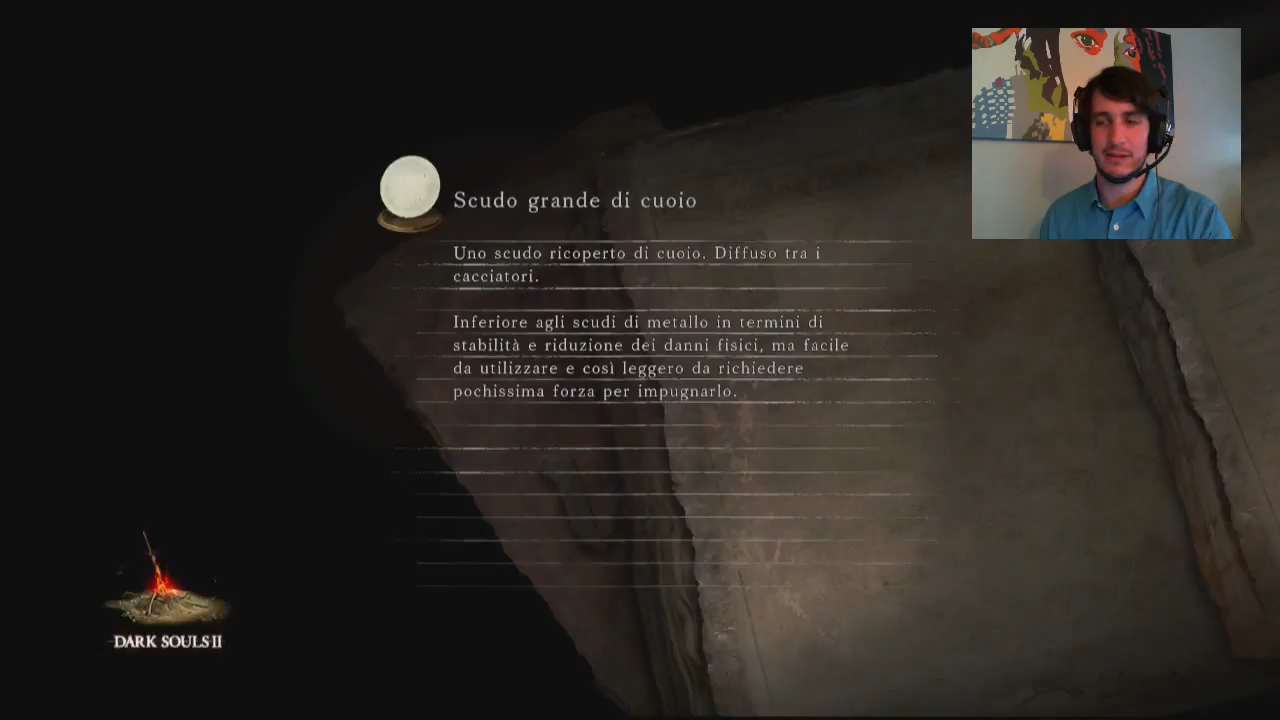 Scudo grande di cuoio
Uno scudo ricoperto di cuoio. Diffuso tra i
cacciatori.
Inferiore agli scudi di metallo in termini di
stabilità e riduzione dei danni fisici, ma facile
da utilizzare e così leggero da richiedere
pochissima forza per impugnarlo.
DARK SOULS II